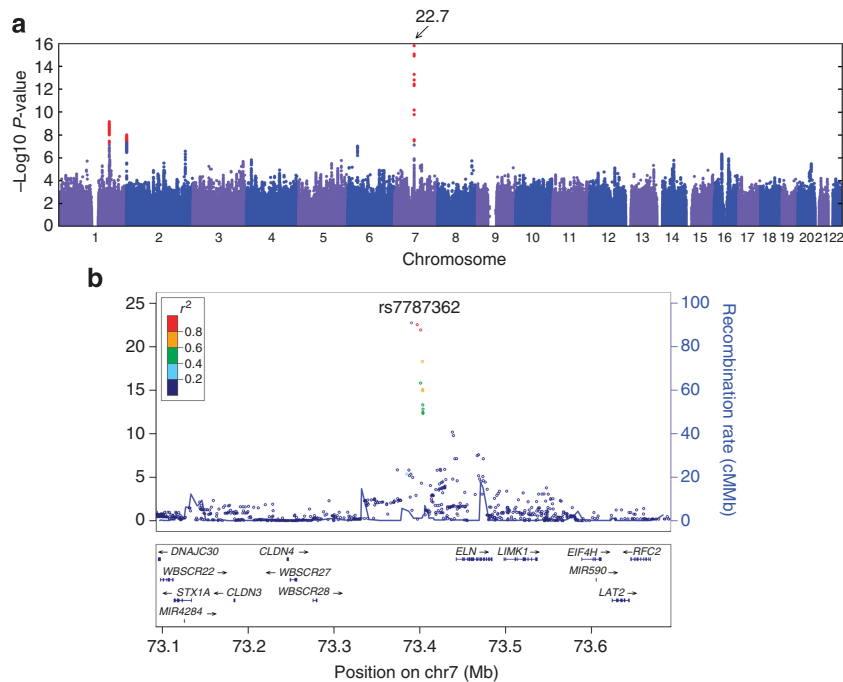 a
22.7
–Log10 P-value
16
14
12
10
8
6
4
2
0
1 2 3 4 5 6 7 8 9 10 11 12 13 14 15 16 17 18 19 20 21 22
Chromosome
b
rs7787362
r2
0.8
0.6
0.4
0.2
25
20
15
10
5
0
100
80
60
40
20
0
Recombination rate (cMMb)
← DNAJC30 CLDN4 → ELN → LIMK1 → EIF4H → ← RFC2
WBSCR22 → ← WBSCR27 MIR590 →
← STX1A ← CLDN3 WBSCR28 → LAT2 →
MIR4284 →
73.1 73.2 73.3 73.4 73.5 73.6
Position on chr7 (Mb)